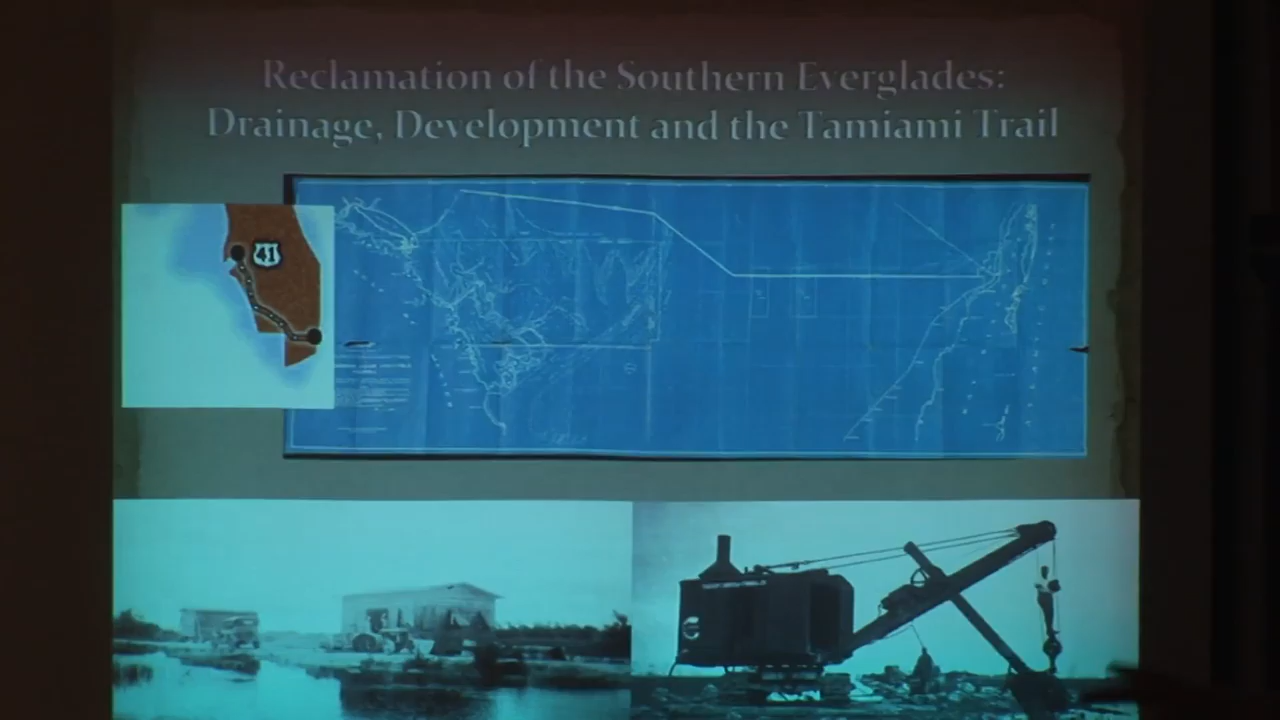 Reclamation of the Southern Everglades:
Drainage, Development and the Tamiami Trail
41